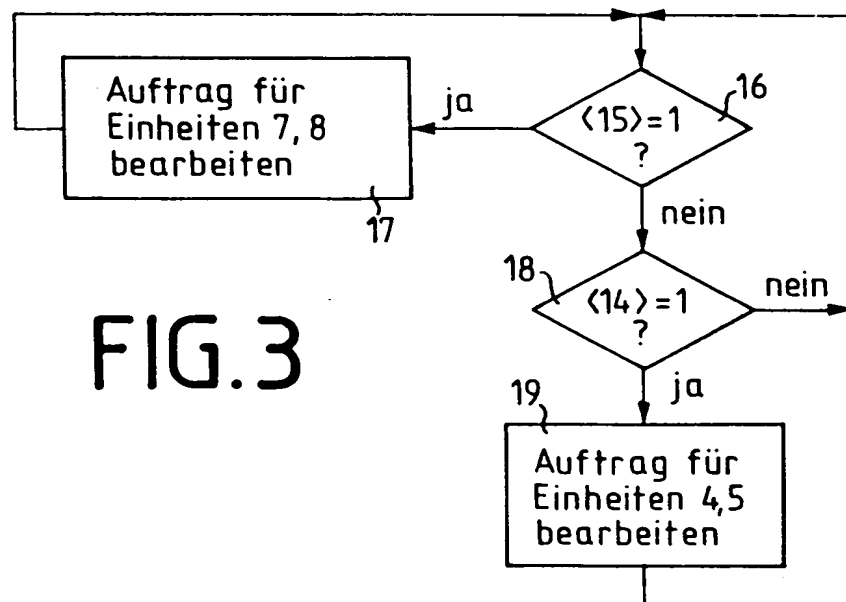 Auftrag für
Einheiten 7, 8
bearbeiten
17
ja
⟨15⟩=1
?
16
nein
18
⟨14⟩=1
?
nein
ja
FIG.3
19
Auftrag für
Einheiten 4,5
bearbeiten